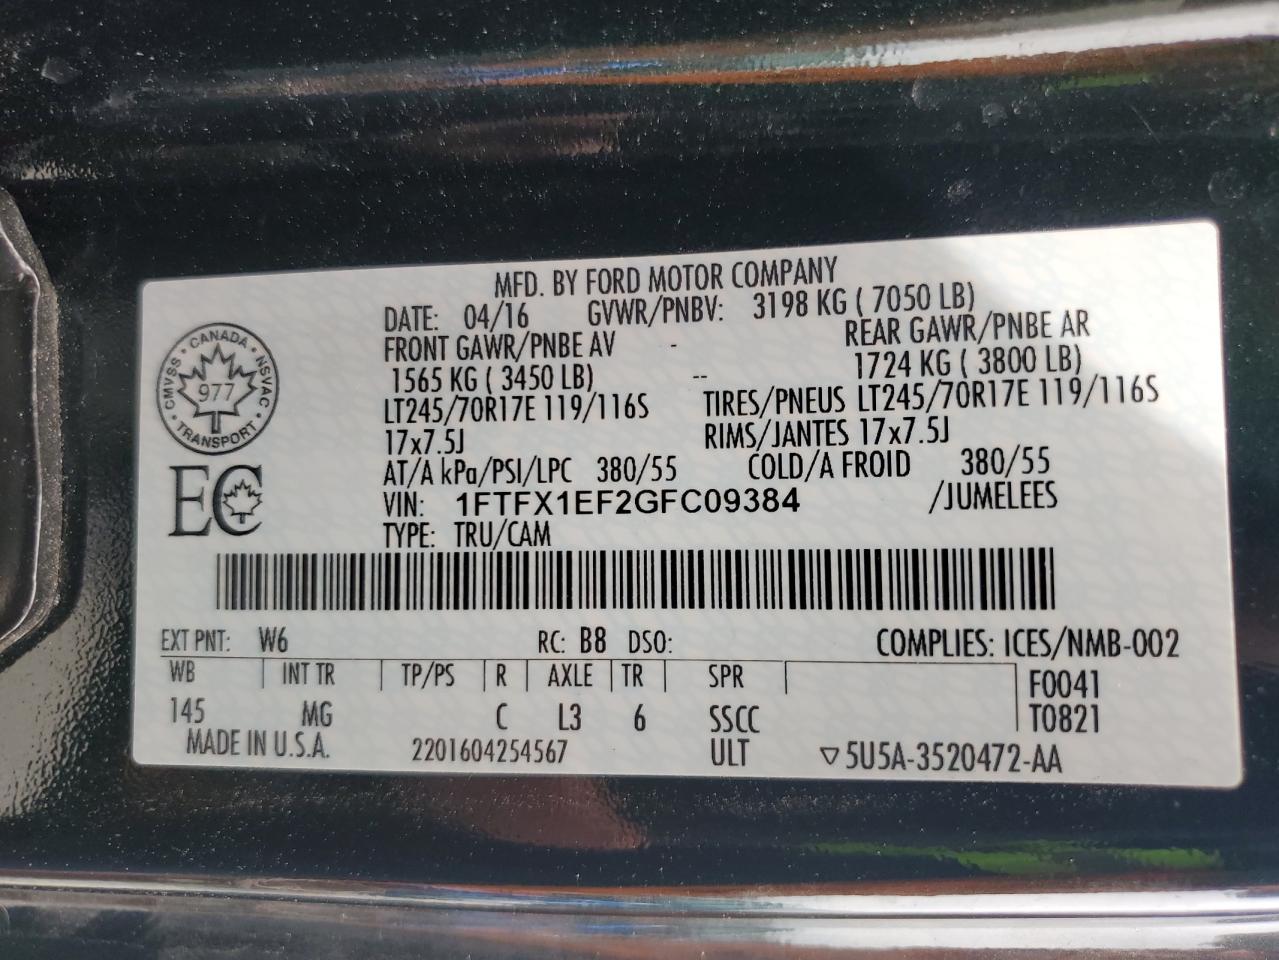 MFD. BY FORD MOTOR COMPANY
DATE: 04/16 GVWR/PNBV: 3198 KG ( 7050 LB)
FRONT GAWR/PNBE AV - REAR GAWR/PNBE AR
1565 KG ( 3450 LB) -- 1724 KG ( 3800 LB)
LT245/70R17E 119/116S TIRES/PNEUS LT245/70R17E 119/116S
17x7.5J RIMS/JANTES 17x7.5J
AT/A kPa/PSI/LPC 380/55 COLD/A FROID 380/55
VIN: 1FTFX1EF2GFC09384 /JUMELEES
TYPE: TRU/CAM
CANADA
CMVSS
NSVAC
977
TRANSPORT
EC
EXT PNT: W6 RC: B8 DSO: COMPLIES: ICES/NMB-002
WB INT TR TP/PS R AXLE TR SPR F0041
145 MG C L3 6 SSCC T0821
MADE IN U.S.A. 2201604254567 ULT ▽5U5A-3520472-AA